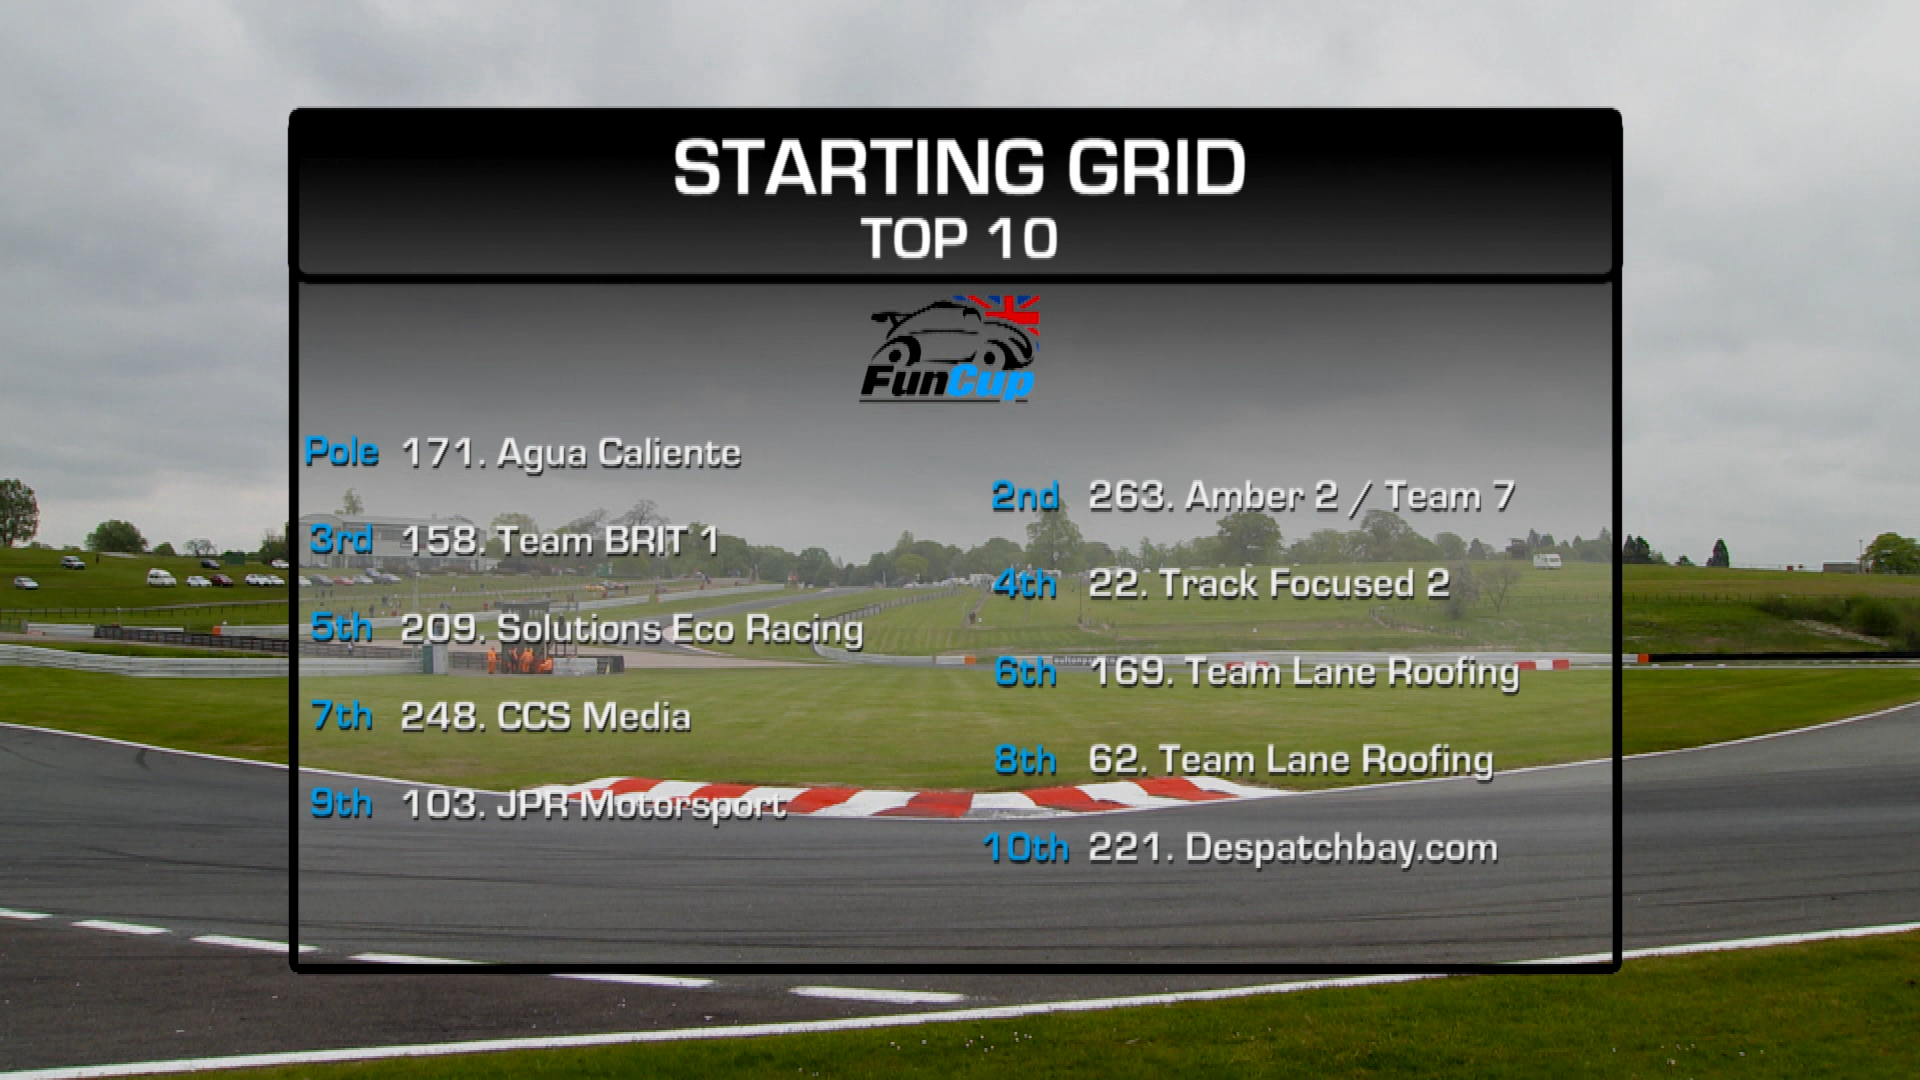 STARTING GRID
TOP 10
FunCup
Pole 171. Agua Caliente
2nd 263. Amber 2 / Team 7
3rd 158. Team BRIT 1
4th 22. Track Focused 2
5th 209. Solutions Eco Racing
6th 169. Team Lane Roofing
7th 248. CCS Media
8th 62. Team Lane Roofing
9th 103. JPR Motorsport
10th 221. Despatchbay.com